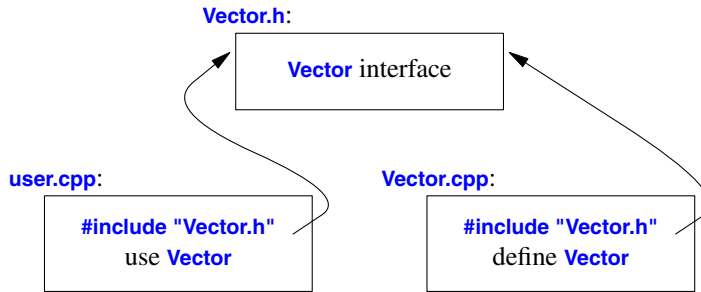 Vector.h:
Vector interface
user.cpp:
Vector.cpp:
#include "Vector.h"
use Vector
#include "Vector.h"
define Vector